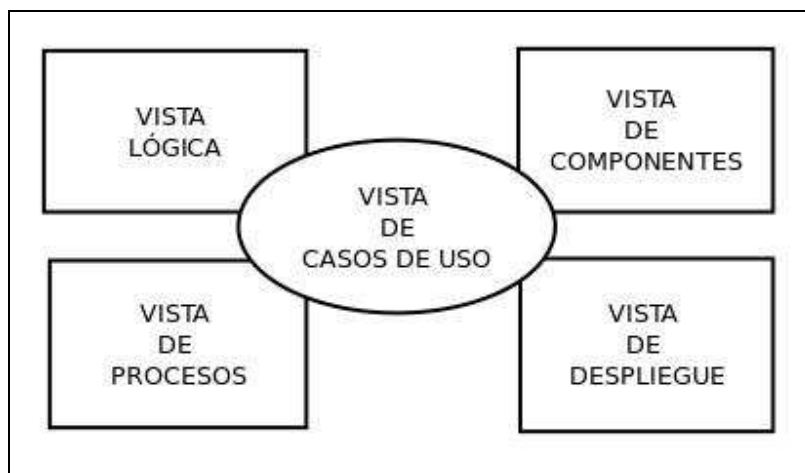 VISTA
LÓGICA
VISTA
DE
COMPONENTES
VISTA
DE
CASOS DE USO
VISTA
DE
PROCESOS
VISTA
DE
DESPLIEGUE